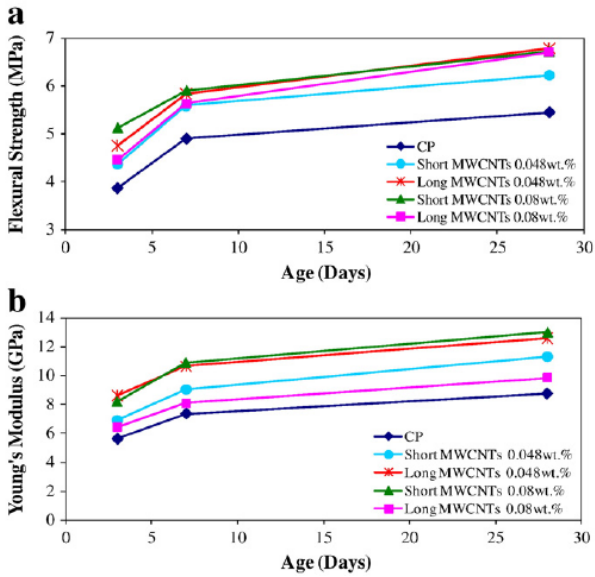 a
Flexural Strength (MPa)
7
6
5
4
3
CP
Short MWCNTs 0.048wt.%
Long MWCNTs 0.048wt.%
Short MWCNTs 0.08wt.%
Long MWCNTs 0.08wt.%
0 5 10 15 20 25 30
Age (Days)
b
Young's Modulus (GPa)
14
12
10
8
6
4
2
0
CP
Short MWCNTs 0.048wt.%
Long MWCNTs 0.048wt.%
Short MWCNTs 0.08wt.%
Long MWCNTs 0.08wt.%
0 5 10 15 20 25 30
Age (Days)